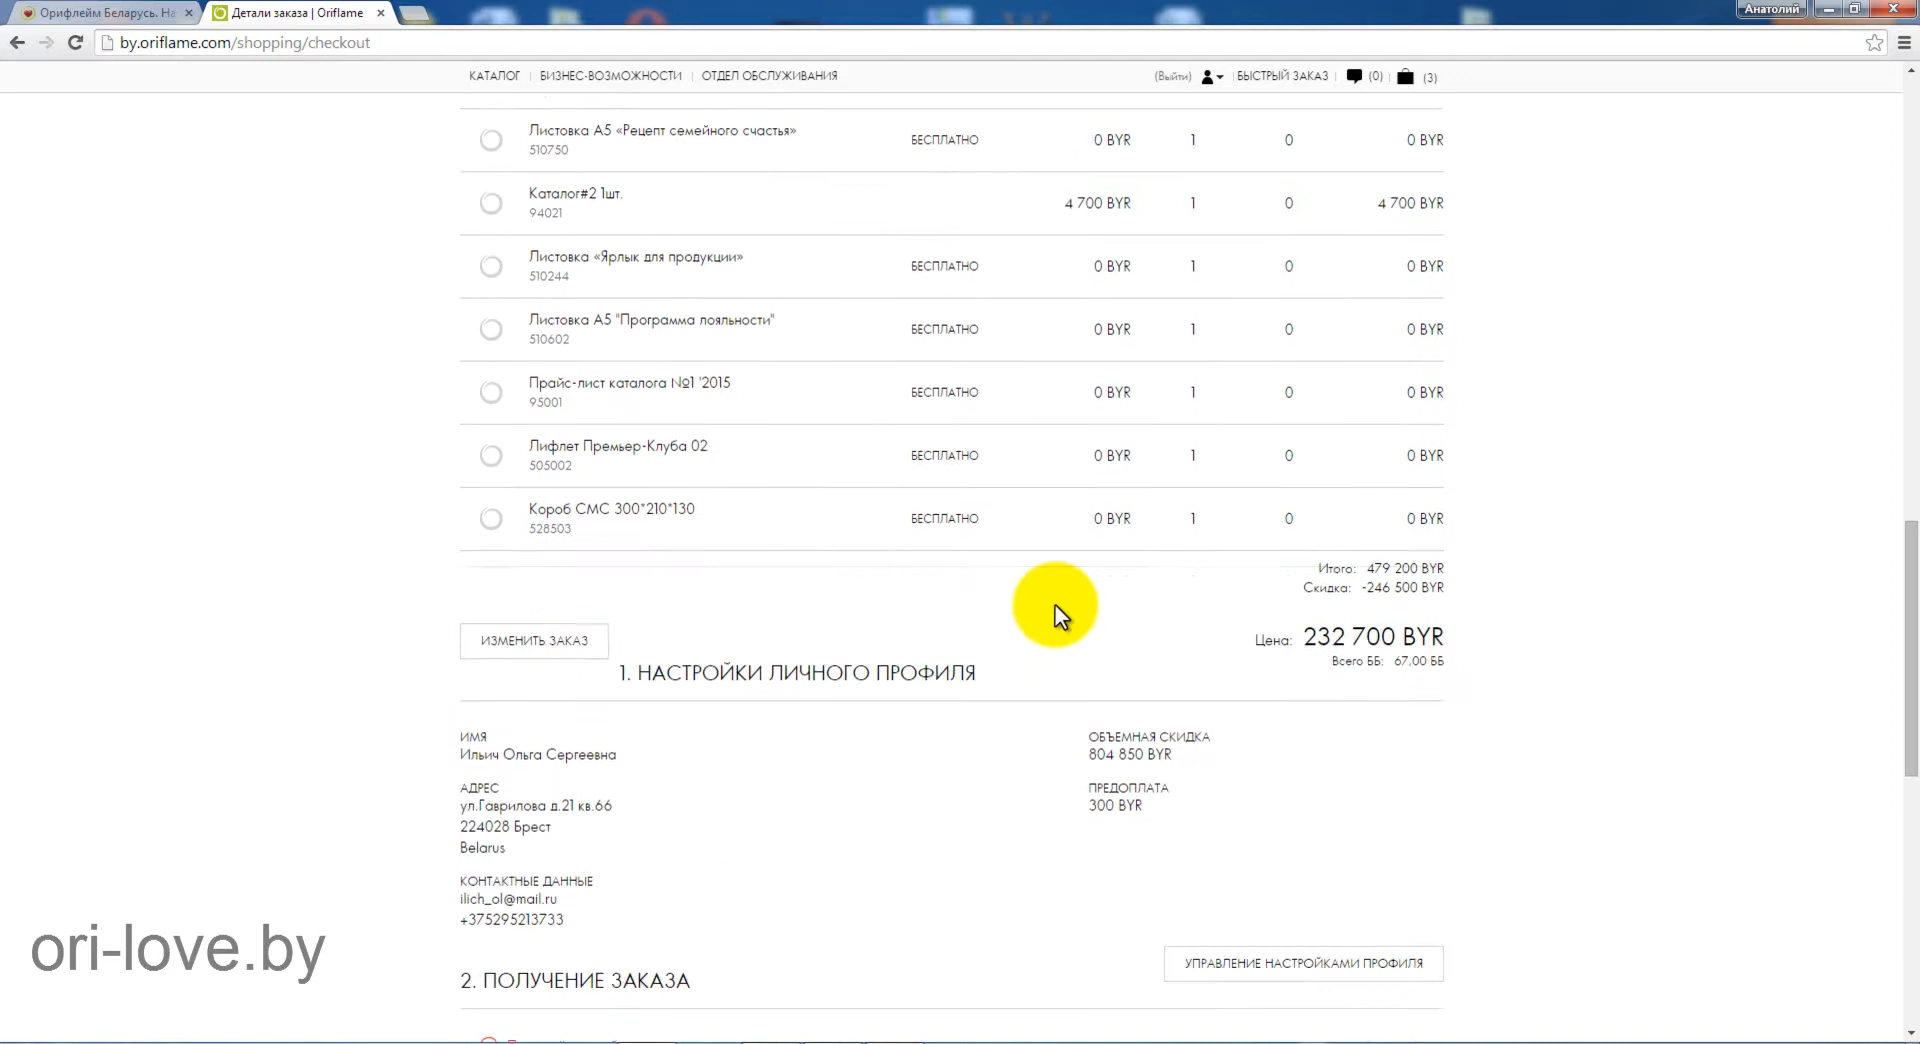 Орифлейм Беларусь. На
Детали заказа | Oriflame
Анатолий
by.oriflame.com/shopping/checkout
КАТАЛОГ | БИЗНЕС-ВОЗМОЖНОСТИ | ОТДЕЛ ОБСЛУЖИВАНИЯ
(Выйти) БЫСТРЫЙ ЗАКАЗ (0) (3)
Листовка А5 «Рецепт семейного счастья» БЕСПЛАТНО 0 BYR 1 0 0 BYR
510750
Каталог#2 1шт. 4 700 BYR 1 0 4 700 BYR
94021
Листовка «Ярлык для продукции» БЕСПЛАТНО 0 BYR 1 0 0 BYR
510244
Листовка А5 "Программа лояльности" БЕСПЛАТНО 0 BYR 1 0 0 BYR
510602
Прайс-лист каталога №1 '2015 БЕСПЛАТНО 0 BYR 1 0 0 BYR
95001
Лифлет Премьер-Клуба 02 БЕСПЛАТНО 0 BYR 1 0 0 BYR
505002
Короб СМС 300*210*130 БЕСПЛАТНО 0 BYR 1 0 0 BYR
528503
Итого: 479 200 BYR
Скидка: -246 500 BYR
ИЗМЕНИТЬ ЗАКАЗ
Цена: 232 700 BYR
Всего ББ: 67,00 ББ
1. НАСТРОЙКИ ЛИЧНОГО ПРОФИЛЯ
ИМЯ
Ильич Ольга Сергеевна
АДРЕС
ул.Гаврилова д.21 кв.66
224028 Брест
Belarus
КОНТАКТНЫЕ ДАННЫЕ
ilich_ol@mail.ru
+375295213733
ОБЪЕМНАЯ СКИДКА
804 850 BYR
ПРЕДОПЛАТА
300 BYR
УПРАВЛЕНИЕ НАСТРОЙКАМИ ПРОФИЛЯ
2. ПОЛУЧЕНИЕ ЗАКАЗА
ori-love.by